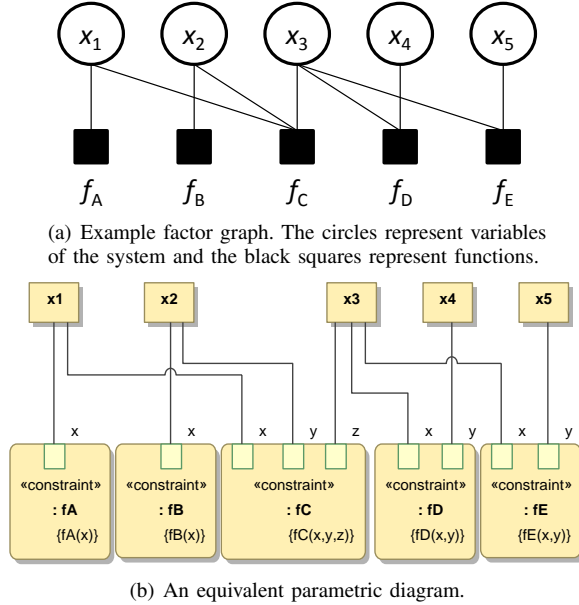 x1 x2 x3 x4 x5
fA fB fC fD fE
(a) Example factor graph. The circles represent variables
of the system and the black squares represent functions.
x1 x2 x3 x4 x5
x x x y z x y x y
«constraint» «constraint» «constraint» «constraint» «constraint»
: fA : fB : fC : fD : fE
{fA(x)} {fB(x)} {fC(x,y,z)} {fD(x,y)} {fE(x,y)}
(b) An equivalent parametric diagram.